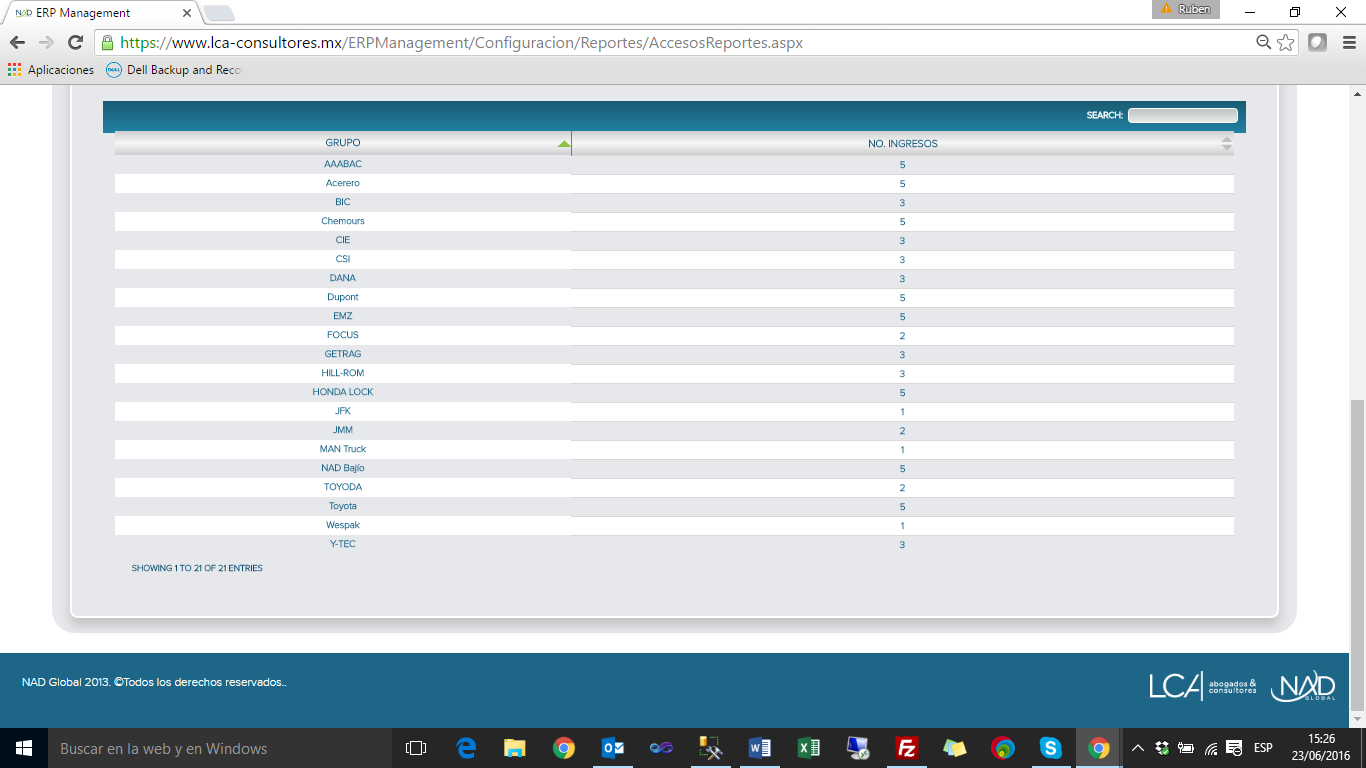 NAD ERP Management
Ruben
https://www.lca-consultores.mx/ERPManagement/Configuracion/Reportes/AccesosReportes.aspx
Aplicaciones DELL Dell Backup and Reco
SEARCH:
GRUPO NO. INGRESOS
AAABAC 5
Acerero 5
BIC 3
Chemours 5
CIE 3
CSI 3
DANA 3
Dupont 5
EMZ 5
FOCUS 2
GETRAG 3
HILL-ROM 3
HONDA LOCK 5
JFK 1
JMM 2
MAN Truck 1
NAD Bajío 5
TOYODA 2
Toyota 5
Wespak 1
Y-TEC 3
SHOWING 1 TO 21 OF 21 ENTRIES
NAD Global 2013. ©Todos los derechos reservados..
LCA abogados & consultores
NAD GLOBAL
Buscar en la web y en Windows
ESP
15:26
23/06/2016